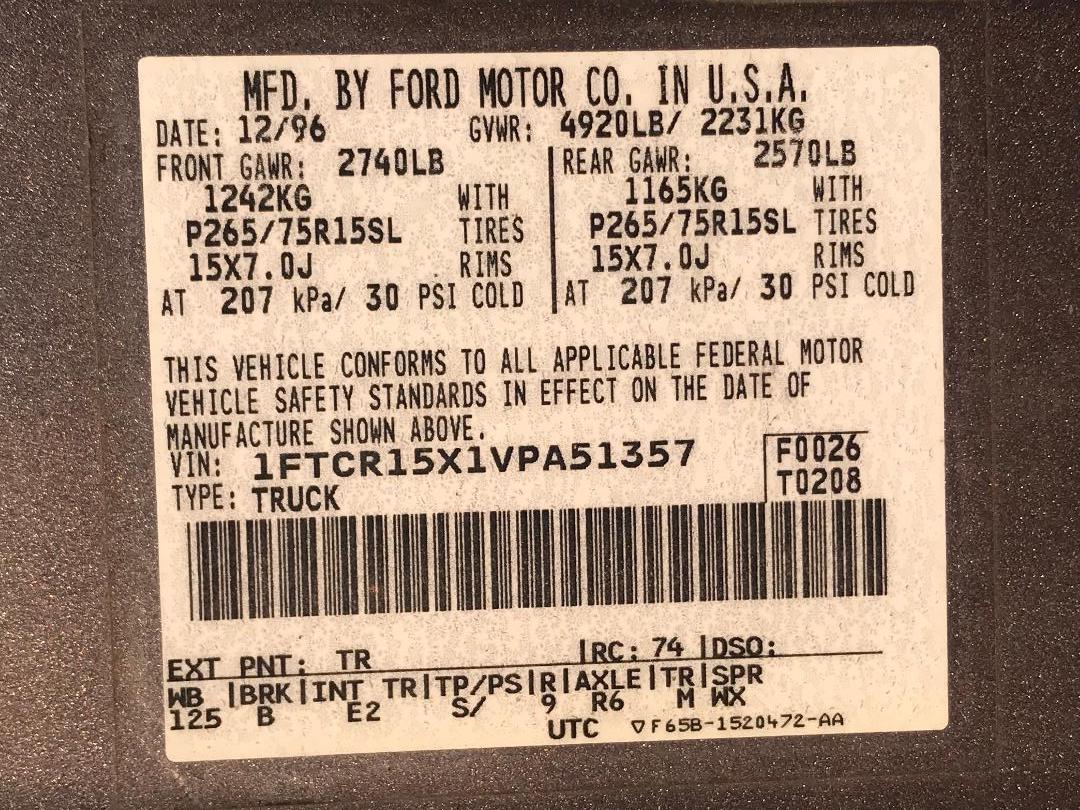 MFD. BY FORD MOTOR CO. IN U.S.A.
DATE: 12/96 GVWR: 4920LB/ 2231KG
FRONT GAWR: 2740LB REAR GAWR: 2570LB
1242KG WITH 1165KG WITH
P265/75R15SL TIRES P265/75R15SL TIRES
15X7.0J RIMS 15X7.0J RIMS
AT 207 kPa/ 30 PSI COLD AT 207 kPa/ 30 PSI COLD
THIS VEHICLE CONFORMS TO ALL APPLICABLE FEDERAL MOTOR
VEHICLE SAFETY STANDARDS IN EFFECT ON THE DATE OF
MANUFACTURE SHOWN ABOVE.
VIN: 1FTCR15X1VPA51357 F0026
TYPE: TRUCK T0208
EXT PNT: TR |RC: 74 |DSO:
WB |BRK|INT TR|TP/PS|R|AXLE|TR|SPR
125 B E2 S/ 9 R6 M WX
UTC ▽F65B-1520472-AA